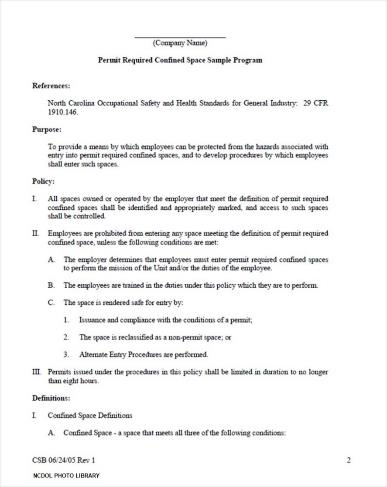 (Company Name)
Permit Required Confined Space Sample Program
References:
North Carolina Occupational Safety and Health Standards for General Industry: 29 CFR
1910.146.
Purpose:
To provide a means by which employees can be protected from the hazards associated with
entry into permit required confined spaces, and to develop procedures by which employees
shall enter such spaces.
Policy:
I. All spaces owned or operated by the employer that meet the definition of permit required
confined spaces shall be identified and appropriately marked, and access to such spaces
shall be controlled.
II. Employees are prohibited from entering any space meeting the definition of permit required
confined space, unless the following conditions are met:
A. The employer determines that employees must enter permit required confined spaces
to perform the mission of the Unit and/or the duties of the employee.
B. The employees are trained in the duties under this policy which they are to perform.
C. The space is rendered safe for entry by:
1. Issuance and compliance with the conditions of a permit;
2. The space is reclassified as a non-permit space; or
3. Alternate Entry Procedures are performed.
III. Permits issued under the procedures in this policy shall be limited in duration to no longer
than eight hours.
Definitions:
I. Confined Space Definitions
A. Confined Space - a space that meets all three of the following conditions:
CSB 06/24/05 Rev 1 2
NCDOL PHOTO LIBRARY